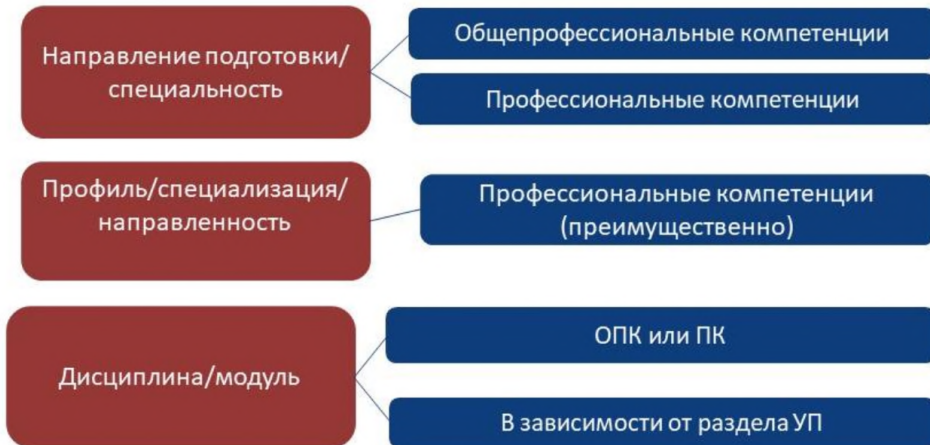 Направление подготовки/
специальность
Общепрофессиональные компетенции
Профессиональные компетенции
Профиль/специализация/
направленность
Профессиональные компетенции
(преимущественно)
Дисциплина/модуль
ОПК или ПК
В зависимости от раздела УП